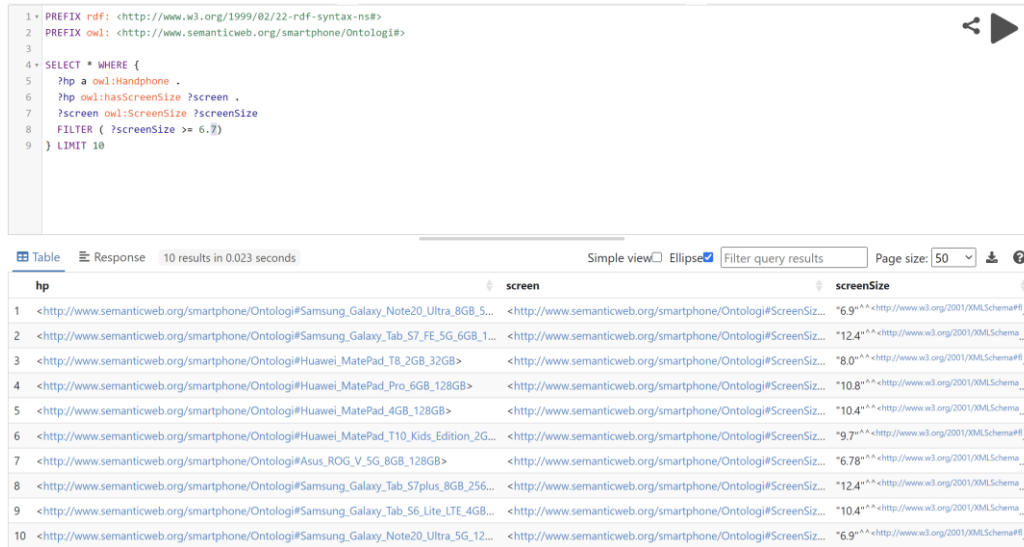 1 PREFIX rdf: <http://www.w3.org/1999/02/22-rdf-syntax-ns#>
2 PREFIX owl: <http://www.semanticweb.org/smartphone/Ontologi#>
3
4 SELECT * WHERE {
5 ?hp a owl:Handphone .
6 ?hp owl:hasScreenSize ?screen .
7 ?screen owl:ScreenSize ?screenSize
8 FILTER ( ?screenSize >= 6.7)
9 } LIMIT 10
Table Response 10 results in 0.023 seconds Simple view Ellipse Filter query results Page size: 50
hp screen screenSize
1 <http://www.semanticweb.org/smartphone/Ontologi#Samsung_Galaxy_Note20_Ultra_8GB_5... <http://www.semanticweb.org/smartphone/Ontologi#ScreenSiz... "6.9"^^<http://www.w3.org/2001/XMLSchema#fl...
2 <http://www.semanticweb.org/smartphone/Ontologi#Samsung_Galaxy_Tab_S7_FE_5G_6GB_1... <http://www.semanticweb.org/smartphone/Ontologi#ScreenSiz... "12.4"^^<http://www.w3.org/2001/XMLSchema...
3 <http://www.semanticweb.org/smartphone/Ontologi#Huawei_MatePad_T8_2GB_32GB> <http://www.semanticweb.org/smartphone/Ontologi#ScreenSiz... "8.0"^^<http://www.w3.org/2001/XMLSchema#fl...
4 <http://www.semanticweb.org/smartphone/Ontologi#Huawei_MatePad_Pro_6GB_128GB> <http://www.semanticweb.org/smartphone/Ontologi#ScreenSiz... "10.8"^^<http://www.w3.org/2001/XMLSchema...
5 <http://www.semanticweb.org/smartphone/Ontologi#Huawei_MatePad_4GB_128GB> <http://www.semanticweb.org/smartphone/Ontologi#ScreenSiz... "10.4"^^<http://www.w3.org/2001/XMLSchema...
6 <http://www.semanticweb.org/smartphone/Ontologi#Huawei_MatePad_T10_Kids_Edition_2G... <http://www.semanticweb.org/smartphone/Ontologi#ScreenSiz... "9.7"^^<http://www.w3.org/2001/XMLSchema#fl...
7 <http://www.semanticweb.org/smartphone/Ontologi#Asus_ROG_V_5G_8GB_128GB> <http://www.semanticweb.org/smartphone/Ontologi#ScreenSiz... "6.78"^^<http://www.w3.org/2001/XMLSchema...
8 <http://www.semanticweb.org/smartphone/Ontologi#Samsung_Galaxy_Tab_S7plus_8GB_256... <http://www.semanticweb.org/smartphone/Ontologi#ScreenSiz... "12.4"^^<http://www.w3.org/2001/XMLSchema...
9 <http://www.semanticweb.org/smartphone/Ontologi#Samsung_Galaxy_Tab_S6_Lite_LTE_4GB... <http://www.semanticweb.org/smartphone/Ontologi#ScreenSiz... "10.4"^^<http://www.w3.org/2001/XMLSchema...
10 <http://www.semanticweb.org/smartphone/Ontologi#Samsung_Galaxy_Note20_Ultra_5G_12... <http://www.semanticweb.org/smartphone/Ontologi#ScreenSiz... "6.9"^^<http://www.w3.org/2001/XMLSchema#fl...